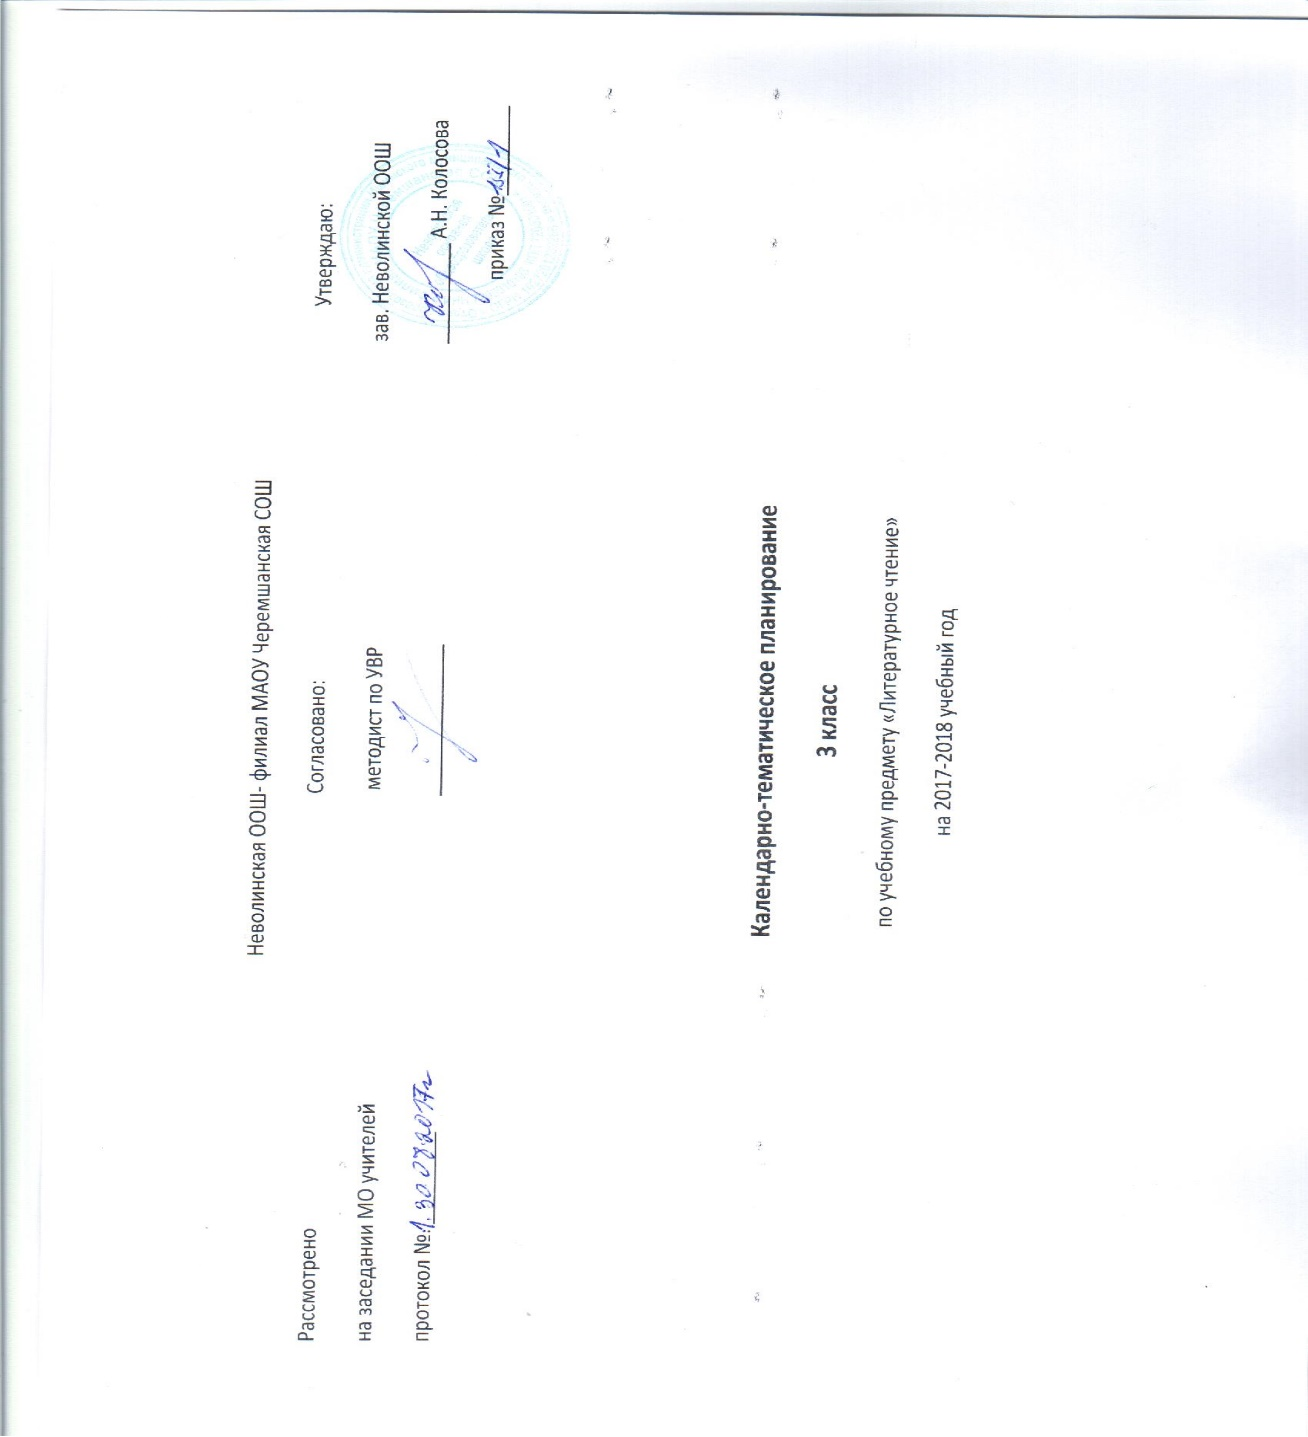 Неволинская ООШ- филиал МАОУ Черемшанская СОШ
Рассмотрено
на заседании МО учителей
протокол №1. 30 08 2017г
Согласовано:
методист по УВР
Утверждаю:
зав. Неволинской ООШ
А.Н. Колосова
приказ №
Календарно-тематическое планирование
3 класс
по учебному предмету «Литературное чтение»
на 2017-2018 учебный год